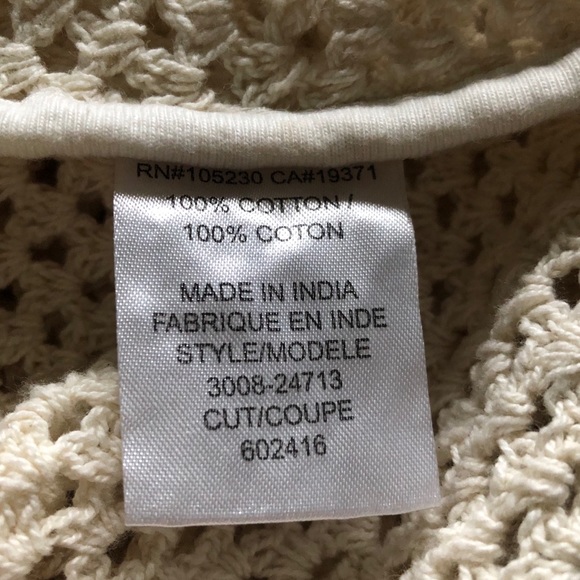 RN#105230 CA#19371
100% COTTON /
100% COTON
MADE IN INDIA
FABRIQUE EN INDE
STYLE/MODELE
3008-24713
CUT/COUPE
602416